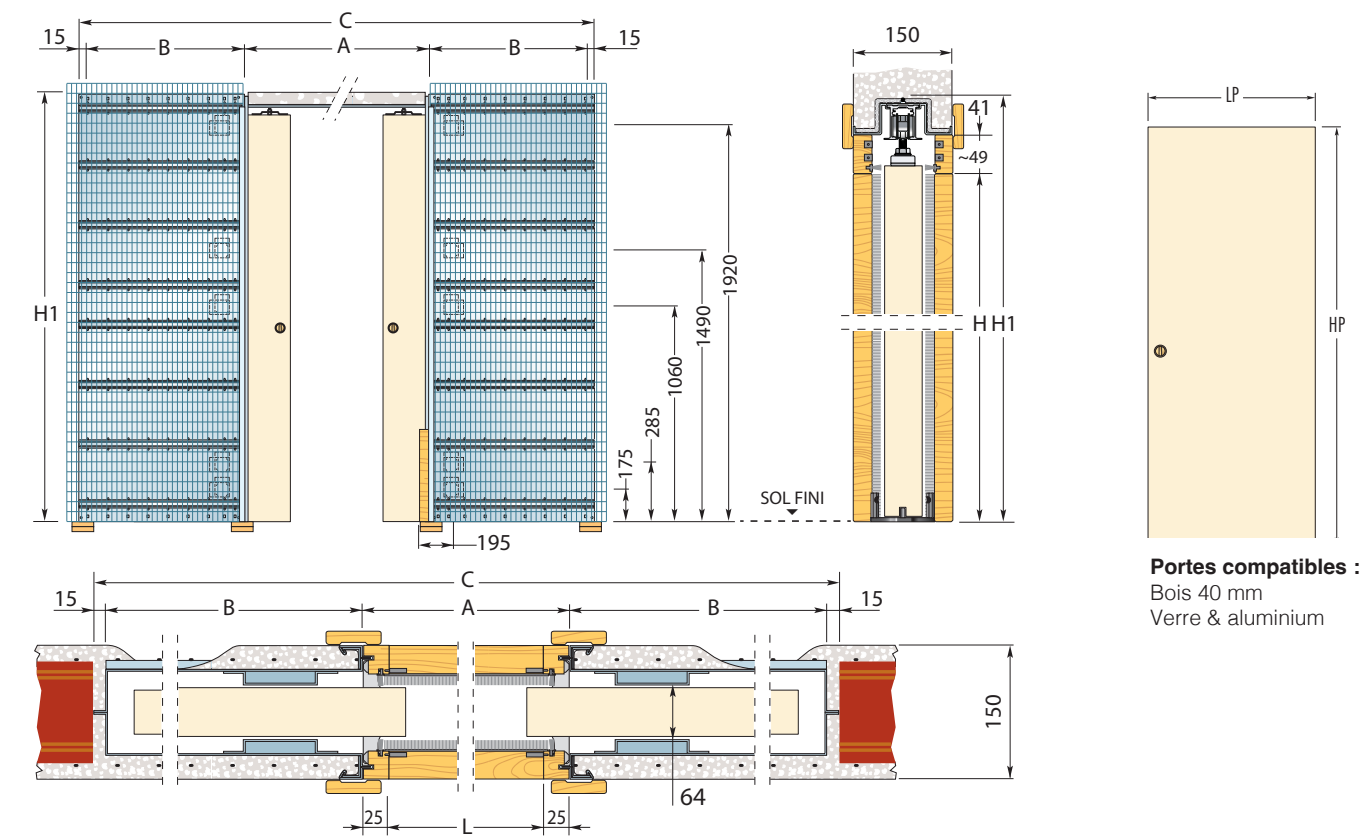 C
15 B A B 15
H1
1920
1490
1060
285
175
195
150
41
~49
H H1
SOL FINI
LP
HP
Portes compatibles :
Bois 40 mm
Verre & aluminium
C
15 B A B 15
150
64
25 L 25